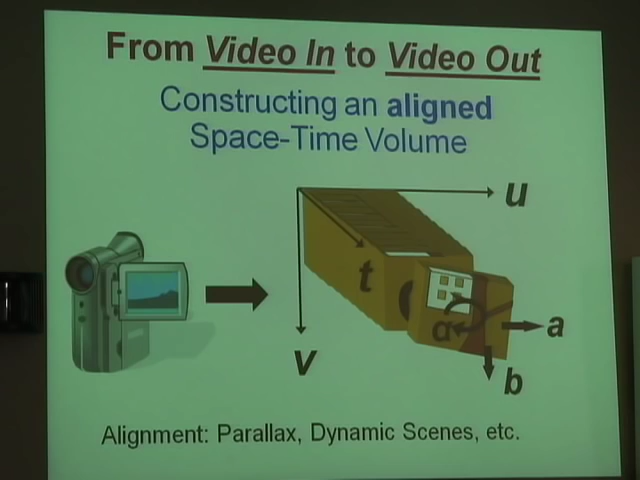 From Video In to Video Out
Constructing an aligned
Space-Time Volume
u
t
α
a
v
b
Alignment: Parallax, Dynamic Scenes, etc.